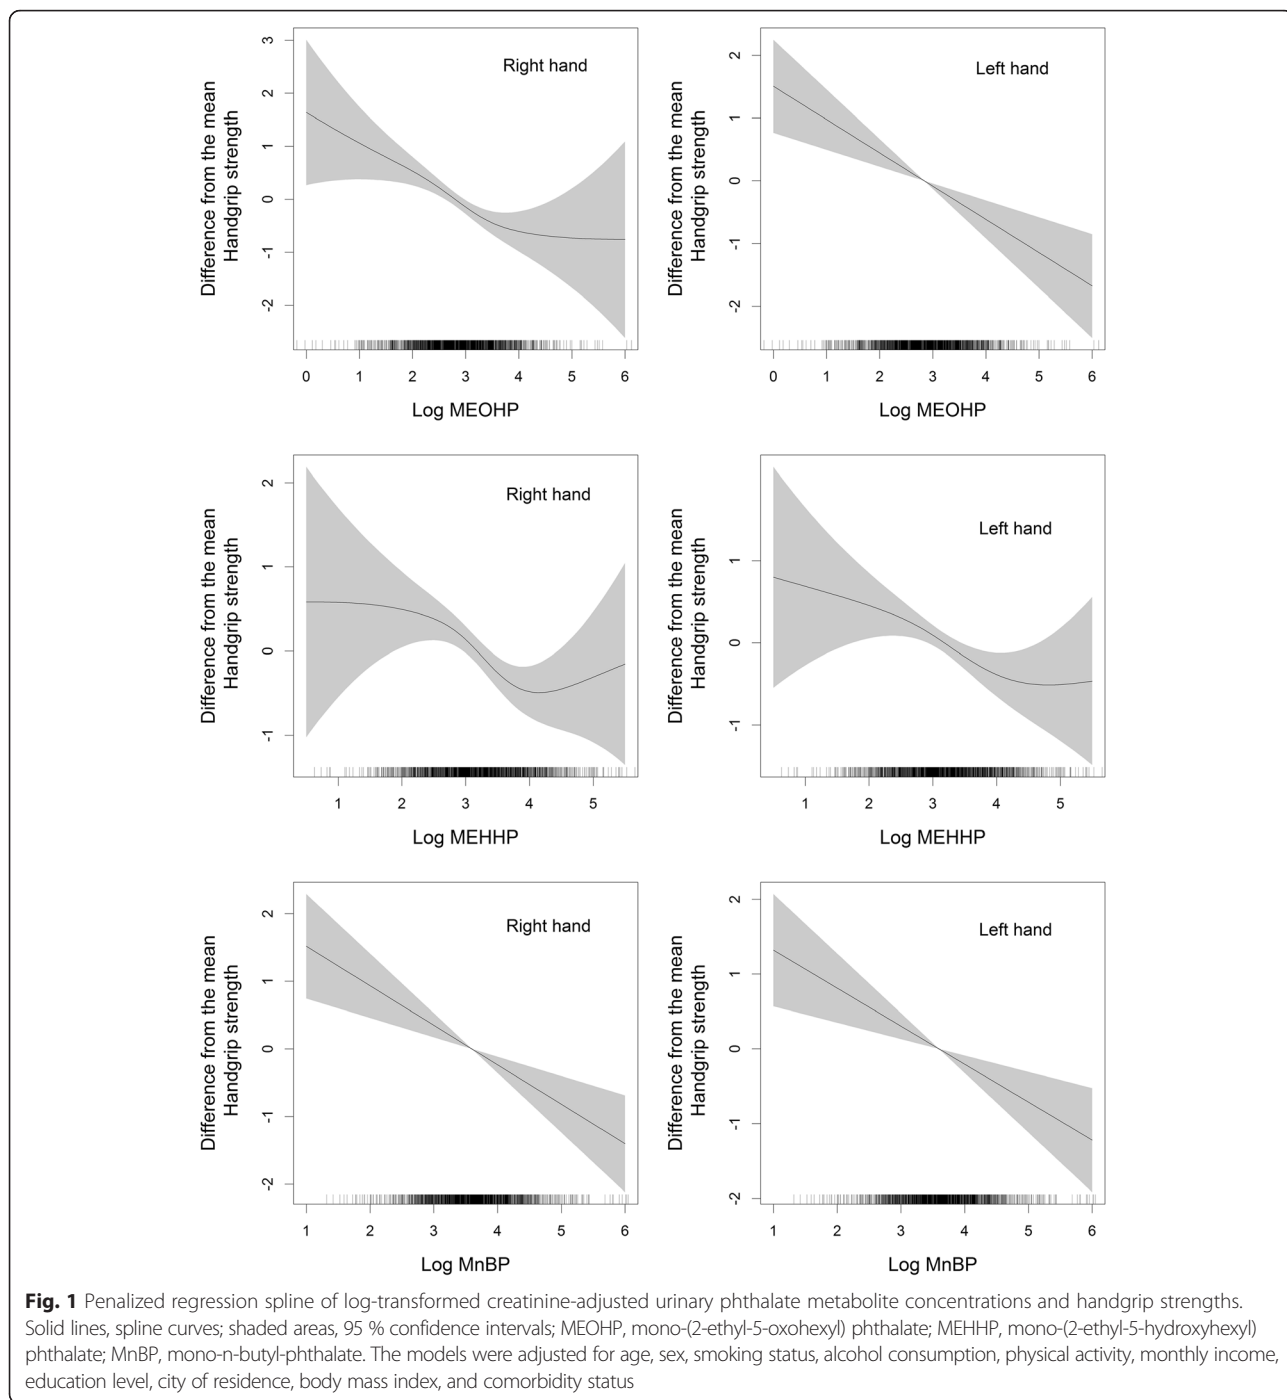 Right hand
Difference from the mean
Handgrip strength
3
2
1
0
-1
-2
0 1 2 3 4 5 6
Log MEOHP
Left hand
Difference from the mean
Handgrip strength
2
1
0
-1
-2
0 1 2 3 4 5 6
Log MEOHP
Right hand
Difference from the mean
Handgrip strength
2
1
0
-1
1 2 3 4 5
Log MEHHP
Left hand
Difference from the mean
Handgrip strength
1
0
-1
1 2 3 4 5
Log MEHHP
Right hand
Difference from the mean
Handgrip strength
2
1
0
-1
-2
1 2 3 4 5 6
Log MnBP
Left hand
Difference from the mean
Handgrip strength
2
1
0
-1
-2
1 2 3 4 5 6
Log MnBP
Fig. 1 Penalized regression spline of log-transformed creatinine-adjusted urinary phthalate metabolite concentrations and handgrip strengths.
Solid lines, spline curves; shaded areas, 95 % confidence intervals; MEOHP, mono-(2-ethyl-5-oxohexyl) phthalate; MEHHP, mono-(2-ethyl-5-hydroxyhexyl)
phthalate; MnBP, mono-n-butyl-phthalate. The models were adjusted for age, sex, smoking status, alcohol consumption, physical activity, monthly income,
education level, city of residence, body mass index, and comorbidity status